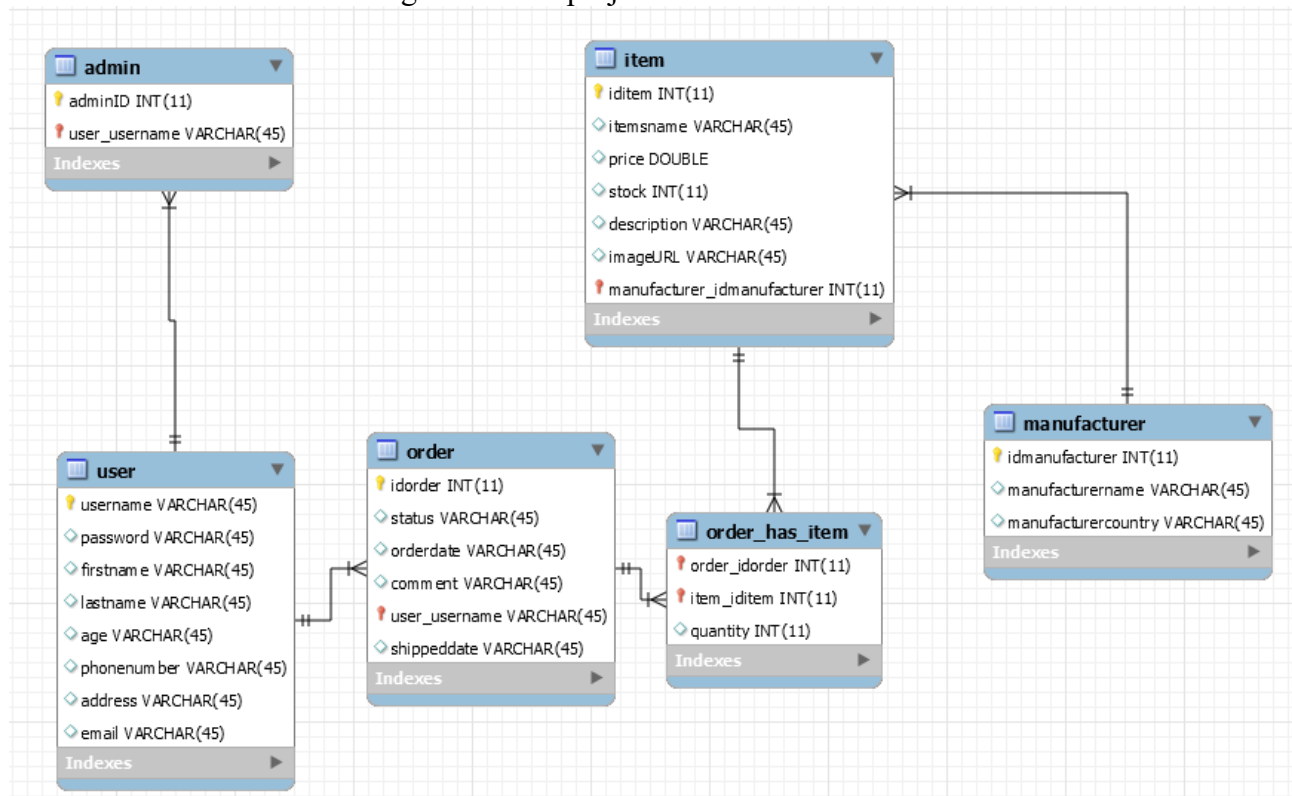 admin
adminID INT(11)
user_username VARCHAR(45)
Indexes
item
iditem INT(11)
itemsname VARCHAR(45)
price DOUBLE
stock INT(11)
description VARCHAR(45)
imageURL VARCHAR(45)
manufacturer_idmanufacturer INT(11)
Indexes
user
username VARCHAR(45)
password VARCHAR(45)
firstname VARCHAR(45)
lastname VARCHAR(45)
age VARCHAR(45)
phonenumber VARCHAR(45)
address VARCHAR(45)
email VARCHAR(45)
Indexes
order
idorder INT(11)
status VARCHAR(45)
orderdate VARCHAR(45)
comment VARCHAR(45)
user_username VARCHAR(45)
shippeddate VARCHAR(45)
Indexes
order_has_item
order_idorder INT(11)
item_iditem INT(11)
quantity INT(11)
Indexes
manufacturer
idmanufacturer INT(11)
manufacturername VARCHAR(45)
manufacturercountry VARCHAR(45)
Indexes